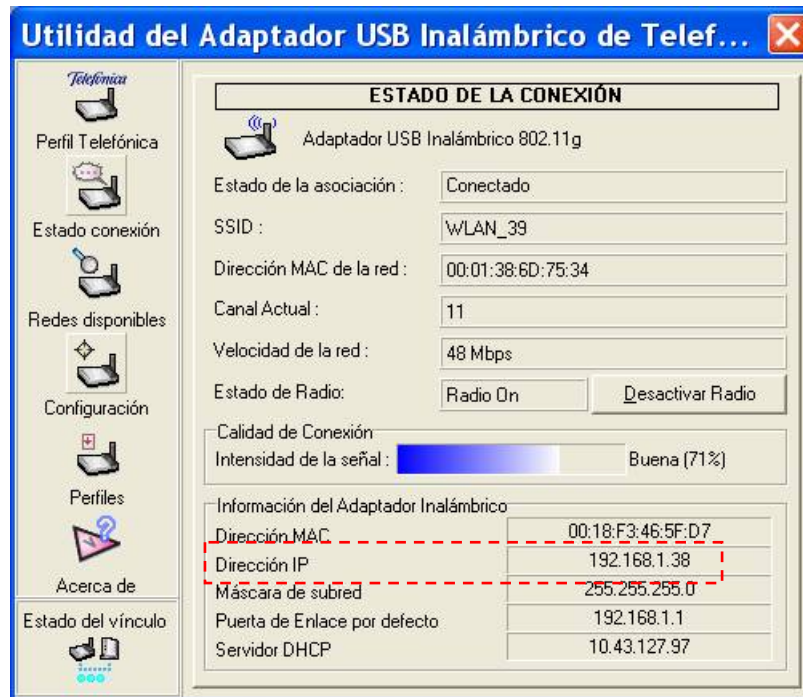 Utilidad del Adaptador USB Inalámbrico de Telef...
Telefónica
Perfil Telefónica
Estado conexión
Redes disponibles
Configuración
Perfiles
Acerca de
Estado del vínculo
ESTADO DE LA CONEXIÓN
Adaptador USB Inalámbrico 802.11g
Estado de la asociación : Conectado
SSID : WLAN_39
Dirección MAC de la red : 00:01:38:6D:75:34
Canal Actual : 11
Velocidad de la red : 48 Mbps
Estado de Radio: Radio On Desactivar Radio
Calidad de Conexión
Intensidad de la señal : Buena (71%)
Información del Adaptador Inalámbrico
Dirección MAC 00:18:F3:46:5F:D7
Dirección IP 192.168.1.38
Máscara de subred 255.255.255.0
Puerta de Enlace por defecto 192.168.1.1
Servidor DHCP 10.43.127.97